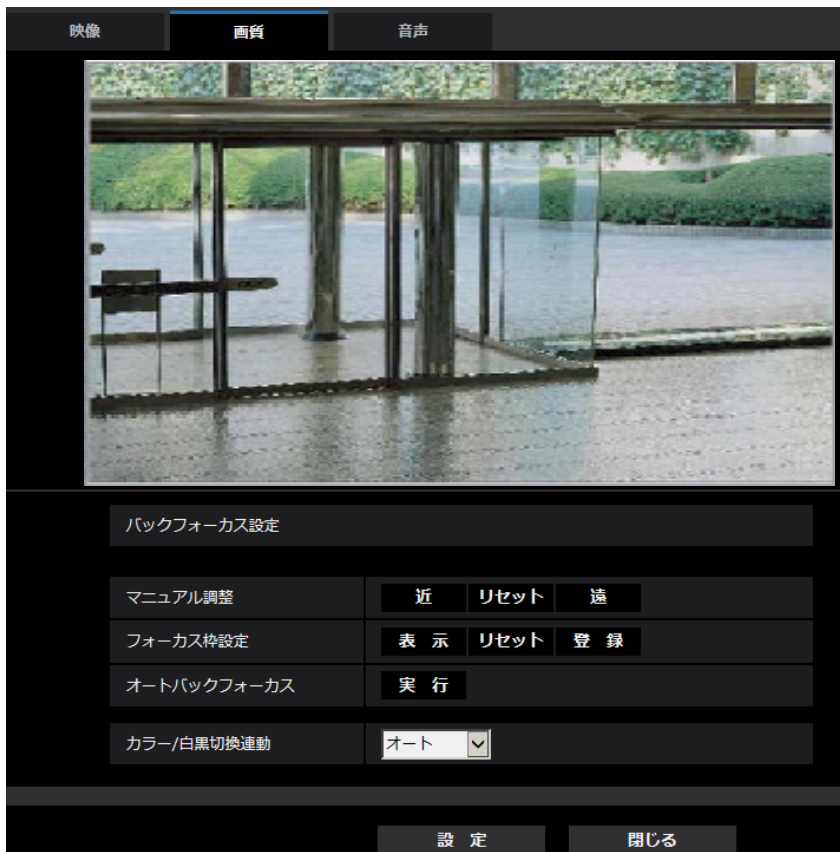 映像 画質 音声
バックフォーカス設定
マニュアル調整 近 リセット 遠
フォーカス枠設定 表 示 リセット 登 録
オートバックフォーカス 実 行
カラー/白黒切換連動 オート
設 定 閉じる